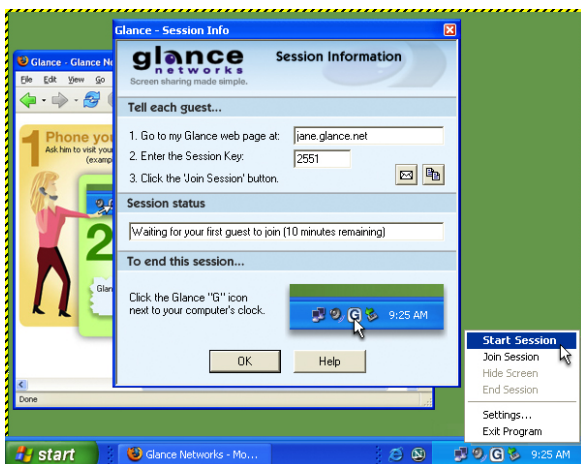 Glance - Session Info
glance
networks
Screen sharing made simple.
Session Information
Tell each guest...
1. Go to my Glance web page at:
jane.glance.net
2. Enter the Session Key:
2551
3. Click the 'Join Session' button.
Session status
Waiting for your first guest to join (10 minutes remaining)
To end this session...
Click the Glance "G" icon
next to your computer's clock.
G
9:25 AM
OK
Help
Glance - Glance
File Edit View Go
1 Phone
Ask him to visit
2
Done
Start Session
Join Session
Hide Screen
End Session
Settings...
Exit Program
start
Glance Networks - Mo...
G
9:25 AM